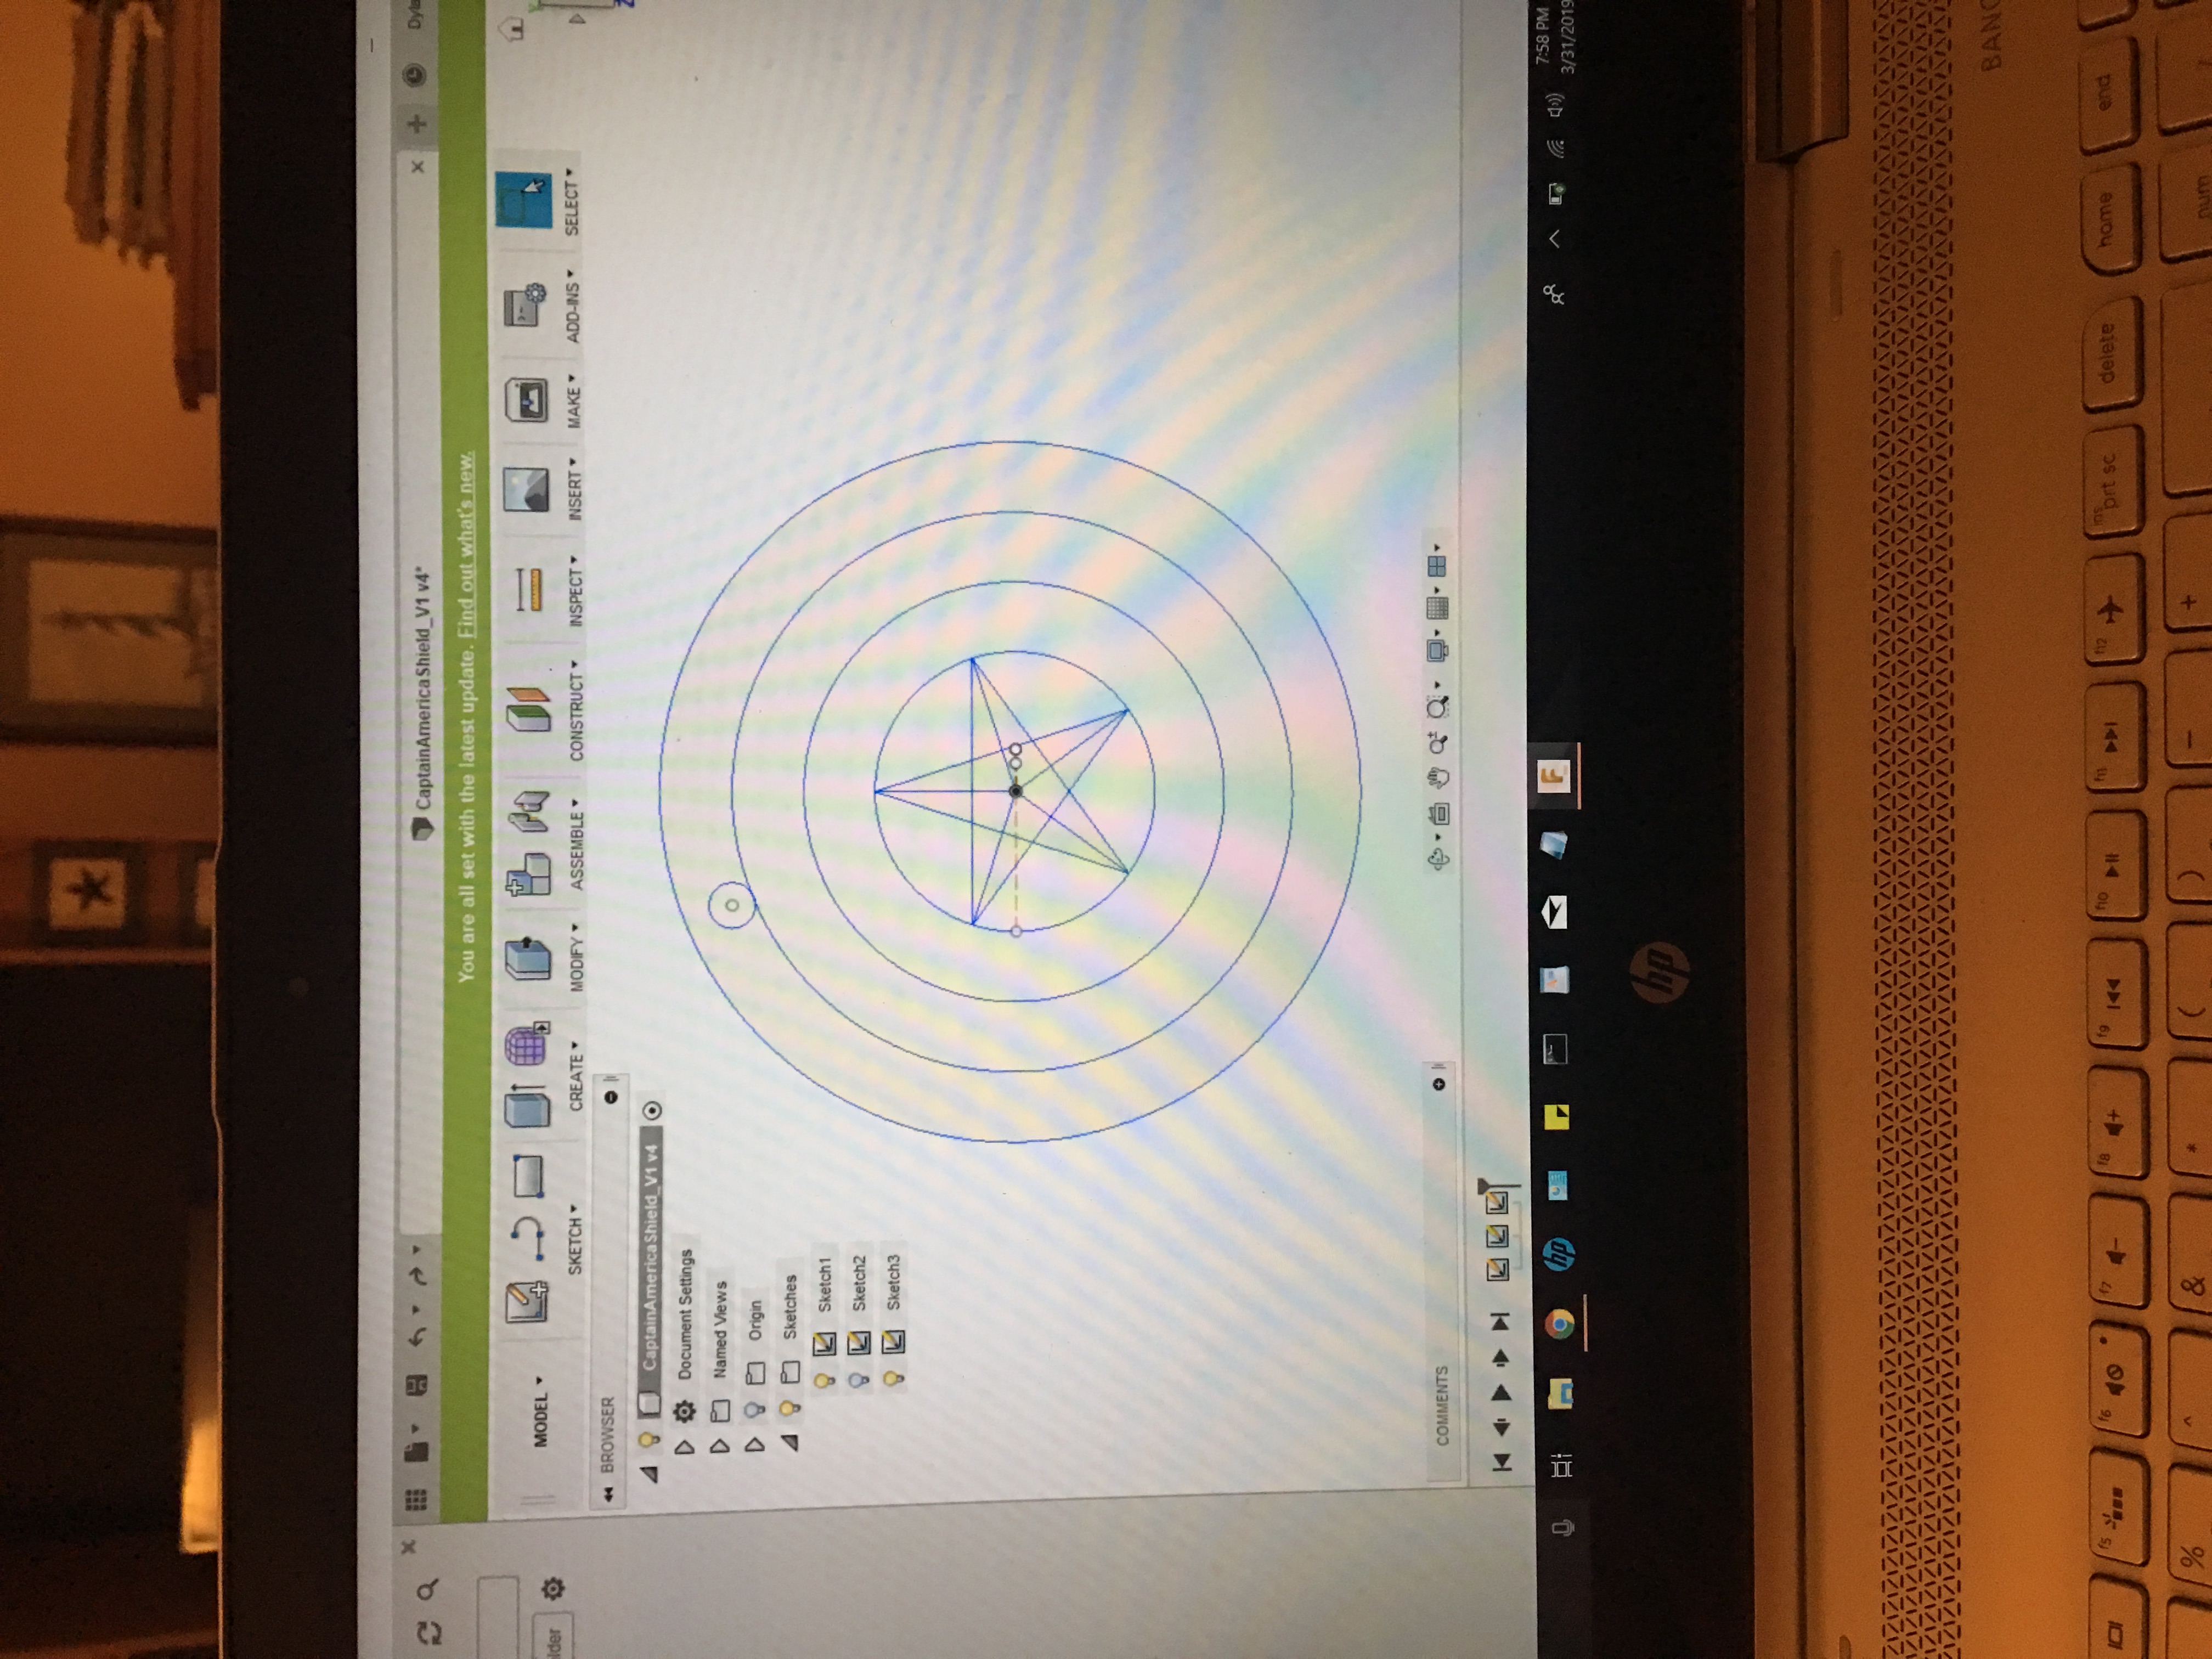 CaptainAmericaShield_V1 v4*
Dyla
You are all set with the latest update. Find out what's new.
lder
MODEL
SKETCH
CREATE
MODIFY
ASSEMBLE
CONSTRUCT
INSPECT
INSERT
MAKE
ADD-INS
SELECT
BROWSER
CaptainAmericaShield_V1 v4
Document Settings
Named Views
Origin
Sketches
Sketch1
Sketch2
Sketch3
COMMENTS
hp
F
7:58 PM
3/31/2019
hp
BANG
f5
f6
f7
f8
f9
f10
f11
f12
ins
prt sc
delete
home
end
%
^
&
*
(
)
–
+
num